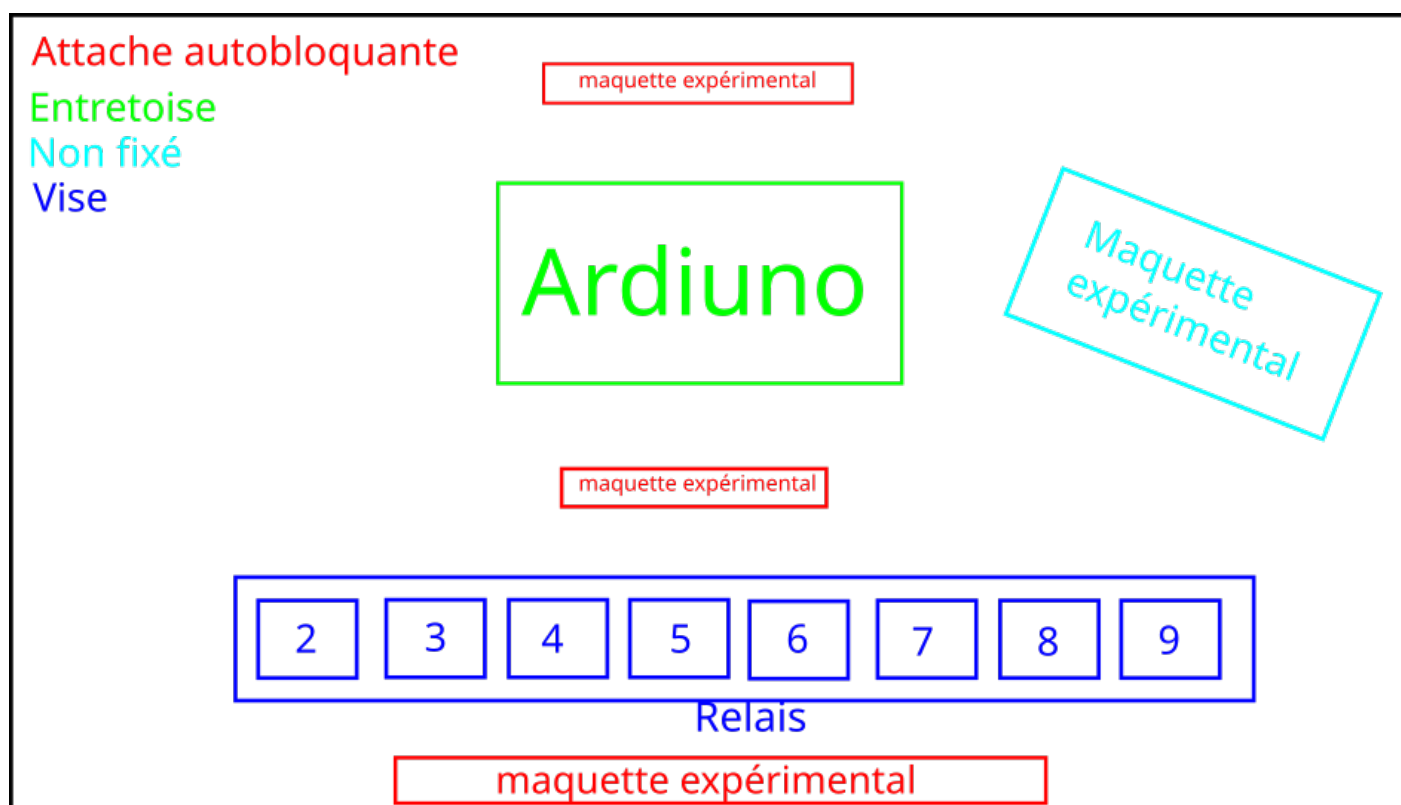 Attache autobloquante
Entretoise
Non fixé
Vise
maquette expérimental
Ardiuno
Maquette
expérimental
maquette expérimental
2 3 4 5 6 7 8 9
Relais
maquette expérimental